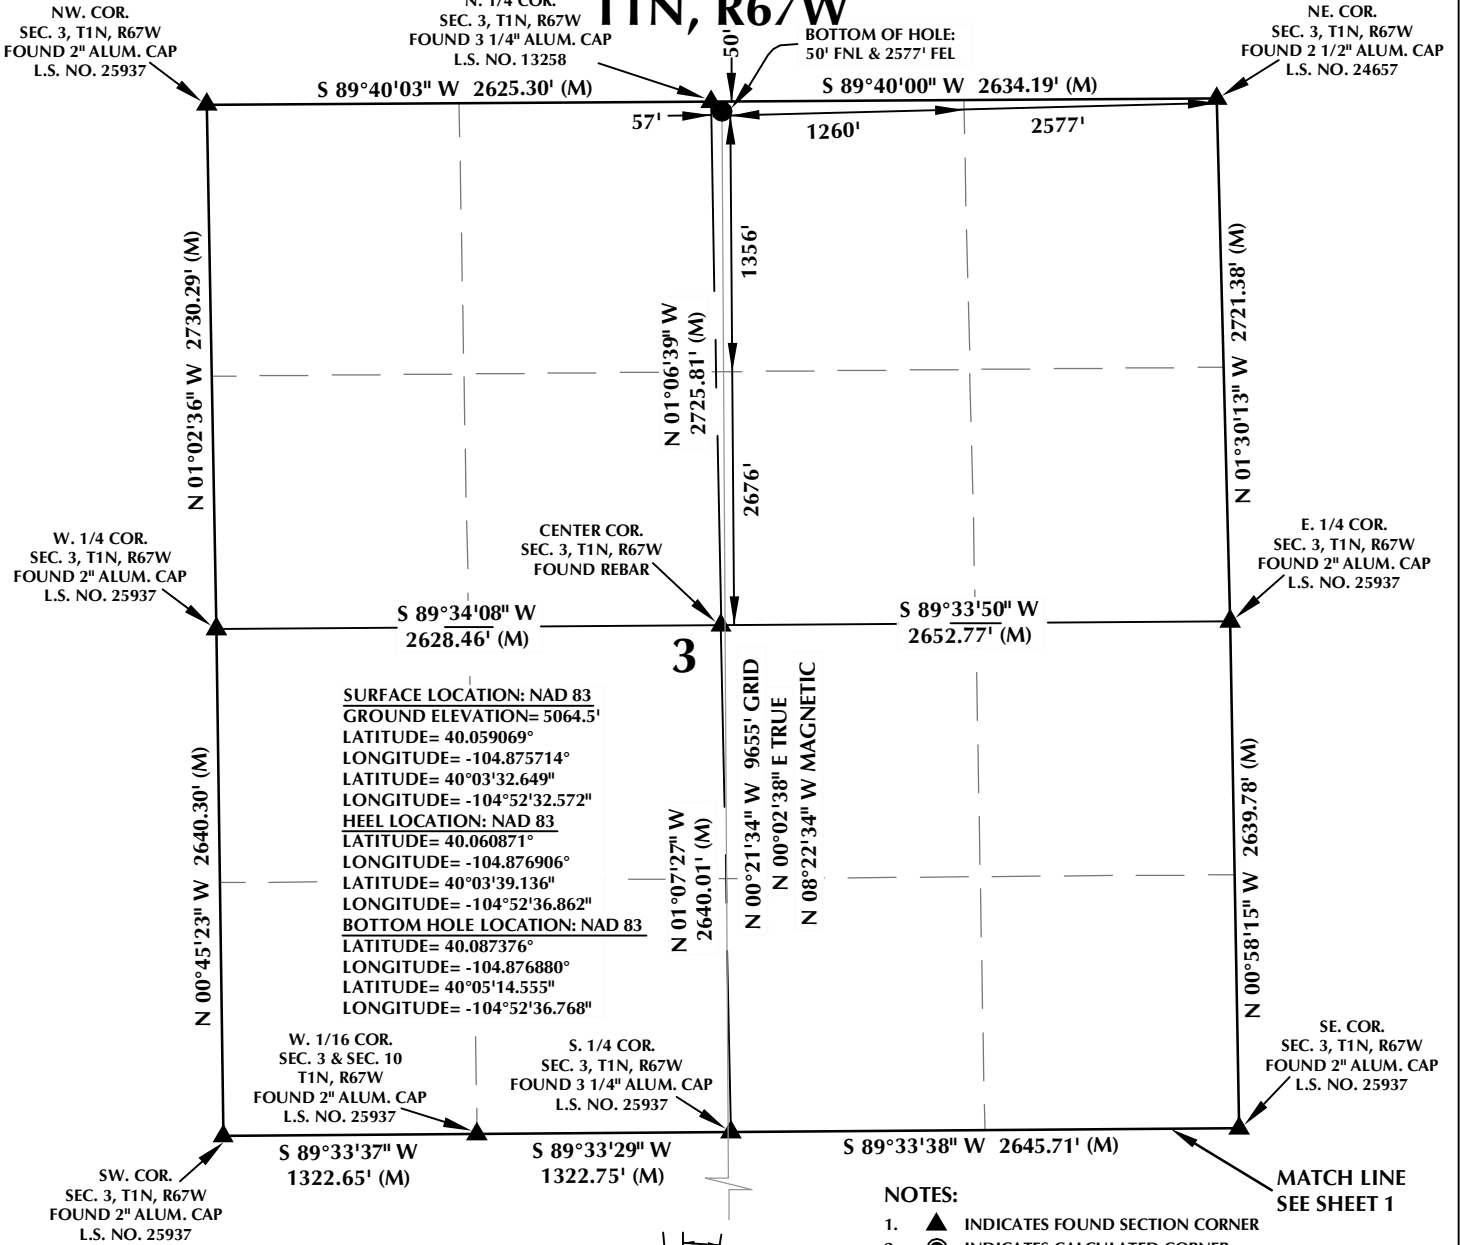 T1N, R67W
NW. COR.
SEC. 3, T1N, R67W
FOUND 2" ALUM. CAP
L.S. NO. 25937
N. 1/4 COR.
SEC. 3, T1N, R67W
FOUND 3 1/4" ALUM. CAP
L.S. NO. 13258
50'
BOTTOM OF HOLE:
50' FNL & 2577' FEL
NE. COR.
SEC. 3, T1N, R67W
FOUND 2 1/2" ALUM. CAP
L.S. NO. 24657
S 89°40'03" W 2625.30' (M)
S 89°40'00" W 2634.19' (M)
57'
1260'
2577'
1356'
N 01°02'36" W 2730.29' (M)
N 01°06'39" W
2725.81' (M)
2676'
N 01°30'13" W 2721.38' (M)
W. 1/4 COR.
SEC. 3, T1N, R67W
FOUND 2" ALUM. CAP
L.S. NO. 25937
CENTER COR.
SEC. 3, T1N, R67W
FOUND REBAR
E. 1/4 COR.
SEC. 3, T1N, R67W
FOUND 2" ALUM. CAP
L.S. NO. 25937
S 89°34'08" W
2628.46' (M)
S 89°33'50" W
2652.77' (M)
3
SURFACE LOCATION: NAD 83
GROUND ELEVATION= 5064.5'
LATITUDE= 40.059069°
LONGITUDE= -104.875714°
LATITUDE= 40°03'32.649"
LONGITUDE= -104°52'32.572"
HEEL LOCATION: NAD 83
LATITUDE= 40.060871°
LONGITUDE= -104.876906°
LATITUDE= 40°03'39.136"
LONGITUDE= -104°52'36.862"
BOTTOM HOLE LOCATION: NAD 83
LATITUDE= 40.087376°
LONGITUDE= -104.876880°
LATITUDE= 40°05'14.555"
LONGITUDE= -104°52'36.768"
N 00°45'23" W 2640.30' (M)
N 01°07'27" W
2640.01' (M)
N 00°21'34" W 9655' GRID
N 00°02'38" E TRUE
N 08°22'34" W MAGNETIC
N 00°58'15" W 2639.78' (M)
W. 1/16 COR.
SEC. 3 & SEC. 10
T1N, R67W
FOUND 2" ALUM. CAP
L.S. NO. 25937
S. 1/4 COR.
SEC. 3, T1N, R67W
FOUND 3 1/4" ALUM. CAP
L.S. NO. 25937
SE. COR.
SEC. 3, T1N, R67W
FOUND 2" ALUM. CAP
L.S. NO. 25937
S 89°33'37" W
1322.65' (M)
S 89°33'29" W
1322.75' (M)
S 89°33'38" W 2645.71' (M)
SW. COR.
SEC. 3, T1N, R67W
FOUND 2" ALUM. CAP
L.S. NO. 25937
MATCH LINE
SEE SHEET 1
NOTES:
1. INDICATES FOUND SECTION CORNER
2. INDICATES CALCULATED CORNER